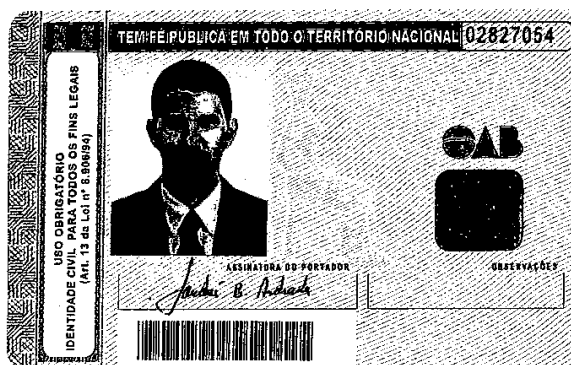 TEM FÉ PÚBLICA EM TODO O TERRITÓRIO NACIONAL 02827054
USO OBRIGATÓRIO
IDENTIDADE CIVIL PARA TODOS OS FINS LEGAIS
(Art. 13 da Lei nº 8.906/94)
OAB
ASSINATURA DO PORTADOR
OBSERVAÇÕES
B. Andrade